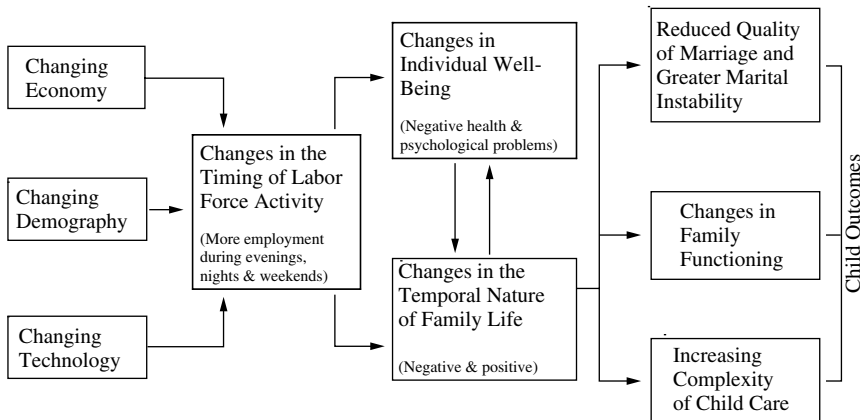 Changing
Economy
Changing
Demography
Changing
Technology
Changes in the
Timing of Labor
Force Activity
(More employment
during evenings,
nights & weekends)
Changes in
Individual Well-
Being
(Negative health &
psychological problems)
Changes in the
Temporal Nature
of Family Life
(Negative & positive)
Reduced Quality
of Marriage and
Greater Marital
Instability
Changes in
Family
Functioning
Increasing
Complexity
of Child Care
Child Outcomes